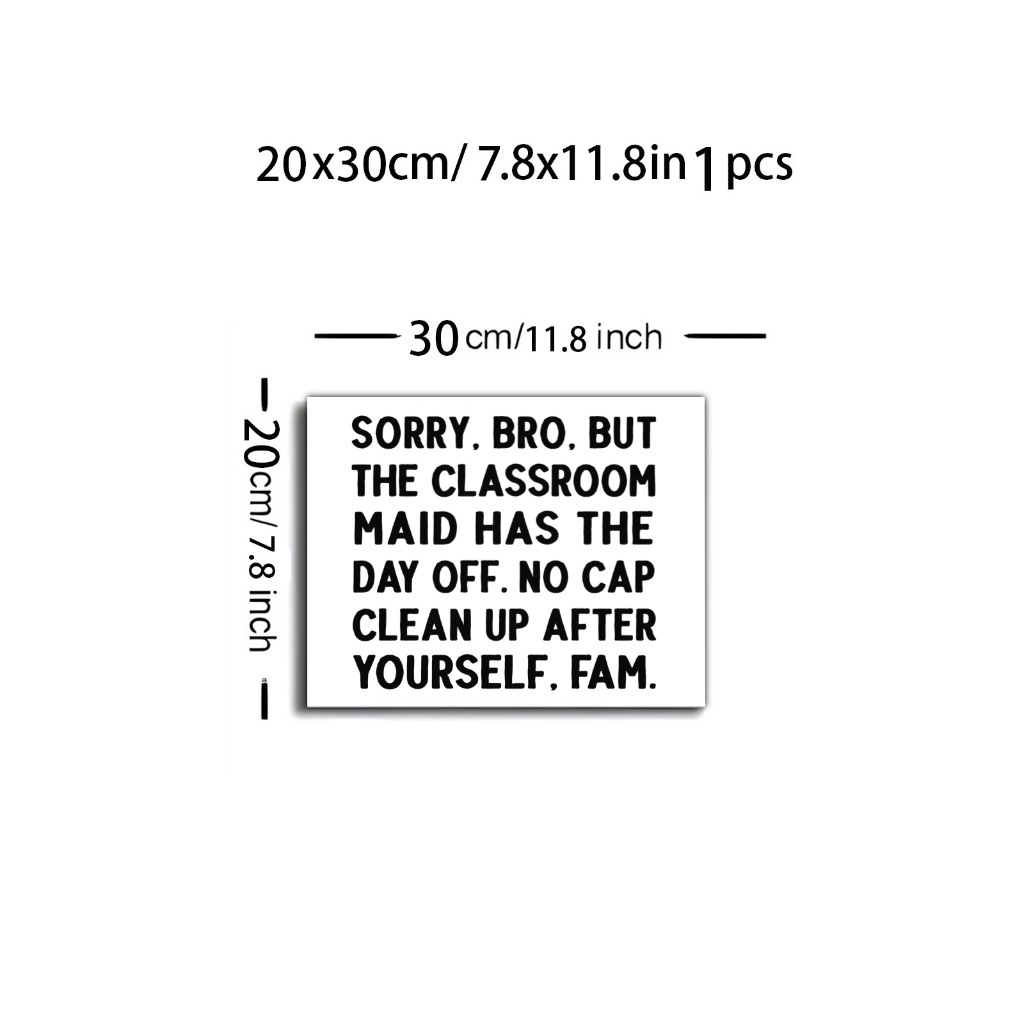 20x30cm/ 7.8x11.8in 1 pcs
30 cm/11.8 inch
20cm/ 7.8 inch
SORRY, BRO, BUT
THE CLASSROOM
MAID HAS THE
DAY OFF. NO CAP
CLEAN UP AFTER
YOURSELF, FAM.